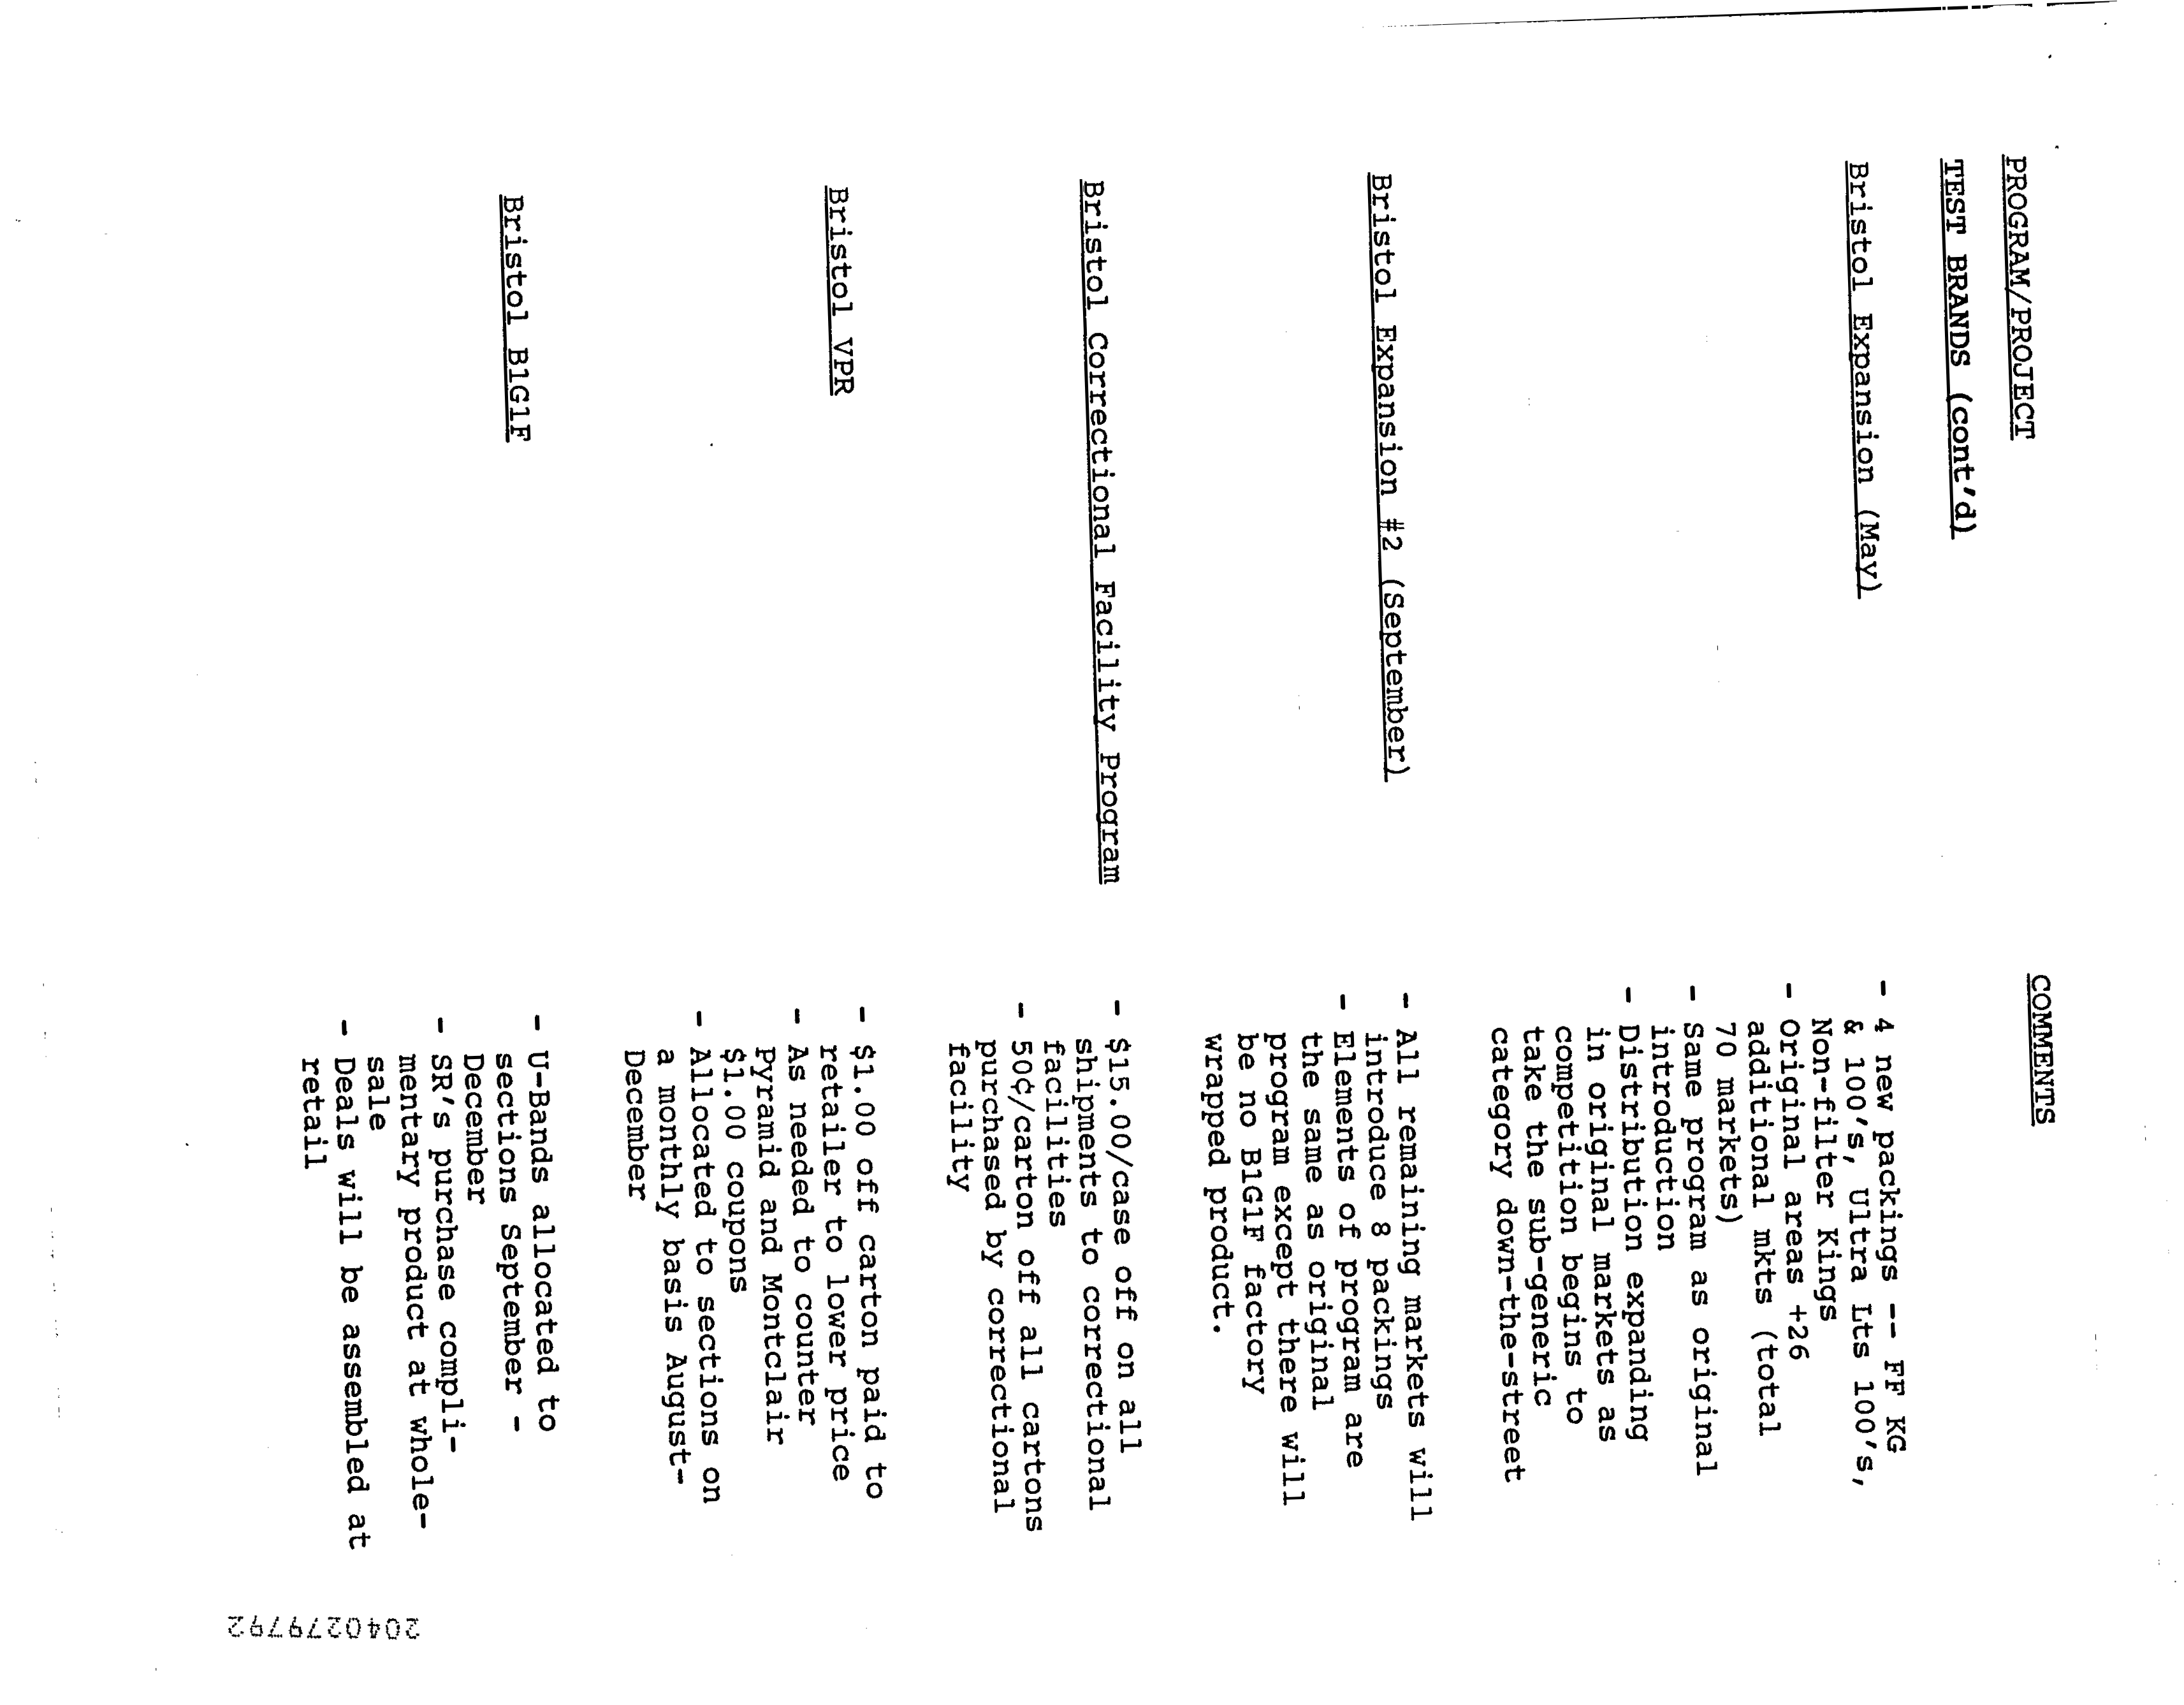 PROGRAM/PROJECT
COMMENTS
TEST BRANDS (cont'd)
Bristol Expansion (May)
- 4 new packings -- FF KG
& 100's, Ultra Lts 100's,
Non-filter Kings
- Original areas +26
additional mkts (total
70 markets)
- Same program as original
introduction
- Distribution expanding
in original markets as
competition begins to
take the sub-generic
category down-the-street
Bristol Expansion #2 (September)
- All remaining markets will
introduce 8 packings
- Elements of program are
the same as original
program except there will
be no B1G1F factory
wrapped product.
Bristol Correctional Facility Program
- $15.00/case off on all
shipments to correctional
facilities
- 50¢/carton off all cartons
purchased by correctional
facility
Bristol VPR
- $1.00 off carton paid to
retailer to lower price
- As needed to counter
Pyramid and Montclair
$1.00 coupons
- Allocated to sections on
a monthly basis August-
December
Bristol B1G1F
- U-Bands allocated to
sections September -
December
- SR's purchase compli-
mentary product at whole-
sale
- Deals will be assembled at
retail
2040279792